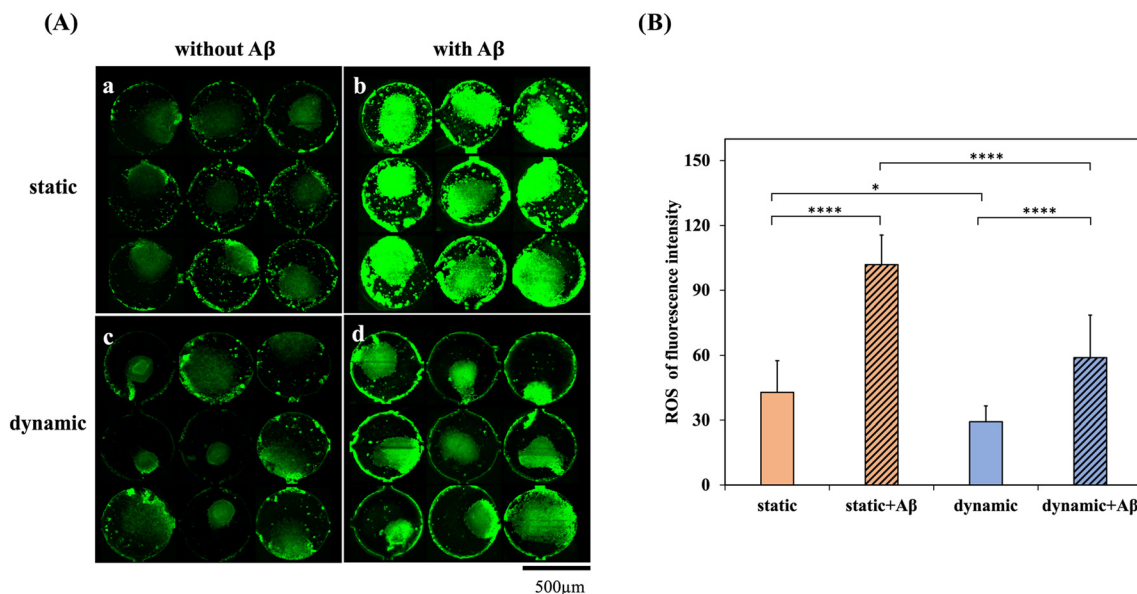 (A)
without Aβ
with Aβ
a
b
static
c
d
dynamic
500µm
(B)
ROS of fluorescence intensity
150
120
90
60
30
0
****
*
****
****
static
static+Aβ
dynamic
dynamic+Aβ